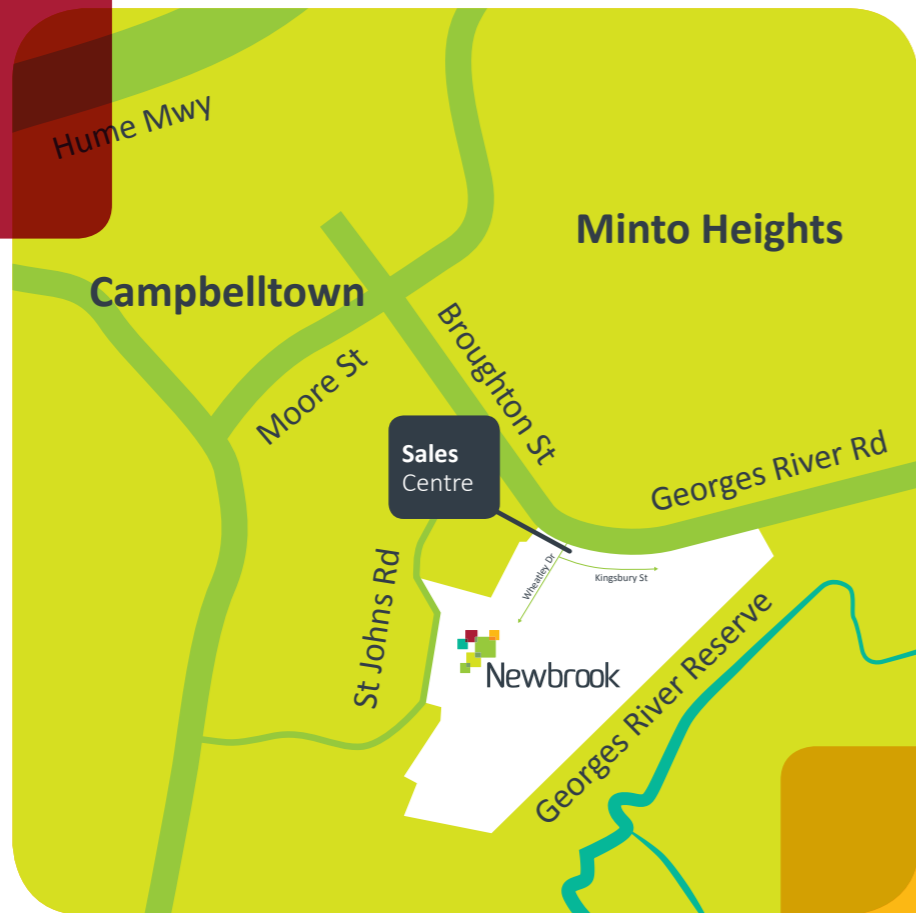 Hume Mwy
Minto Heights
Campbelltown
Broughton St
Moore St
Sales
Centre
Georges River Rd
Wheatley Dr
Kingsbury St
St Johns Rd
Newbrook
Georges River Reserve